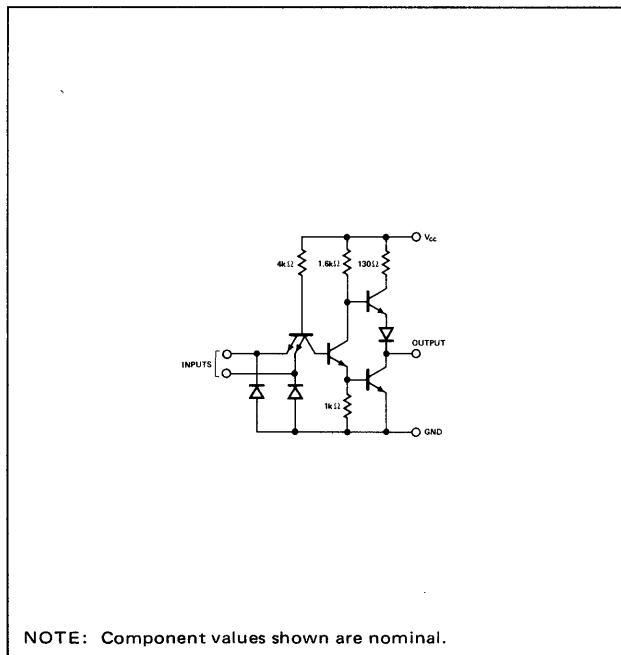 Vcc
4kΩ
1.6kΩ
130Ω
OUTPUT
INPUTS
1kΩ
GND
NOTE: Component values shown are nominal.